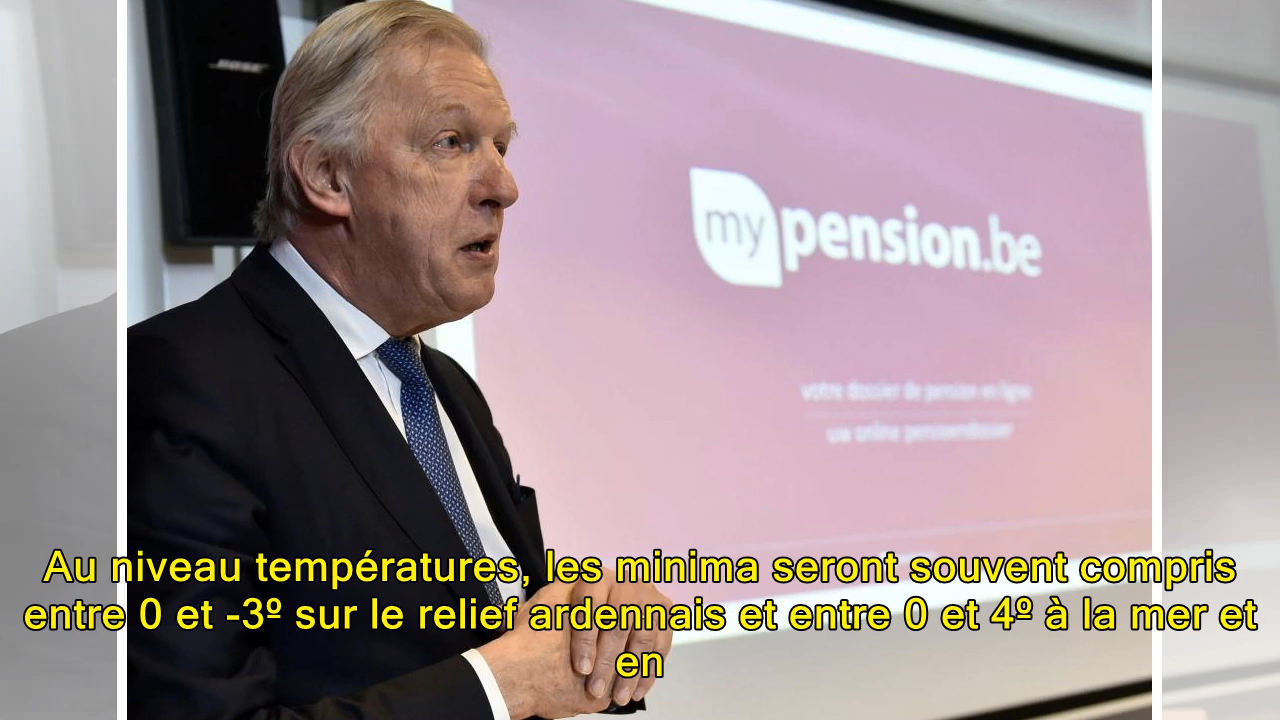 BOSE
mypension.be
votre dossier de pension en ligne
uw online pensioendossier
Au niveau températures, les minima seront souvent compris
entre 0 et -3º sur le relief ardennais et entre 0 et 4º à la mer et
en